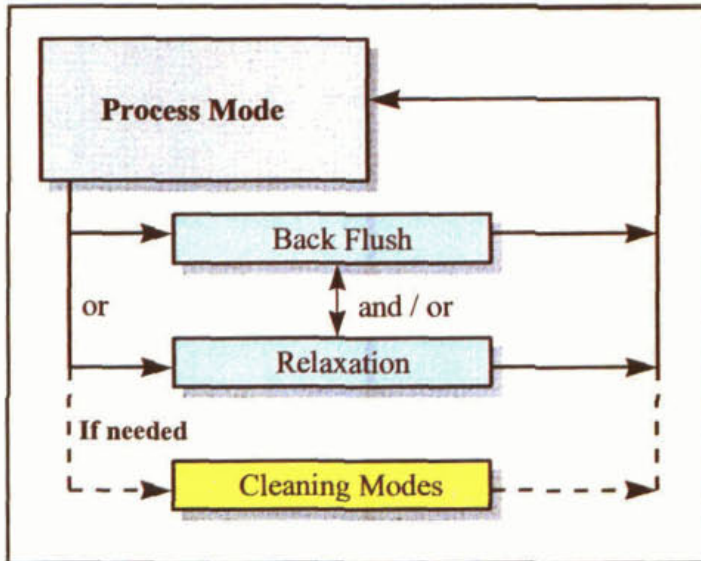 Process Mode
Back Flush
or
and / or
Relaxation
If needed
Cleaning Modes